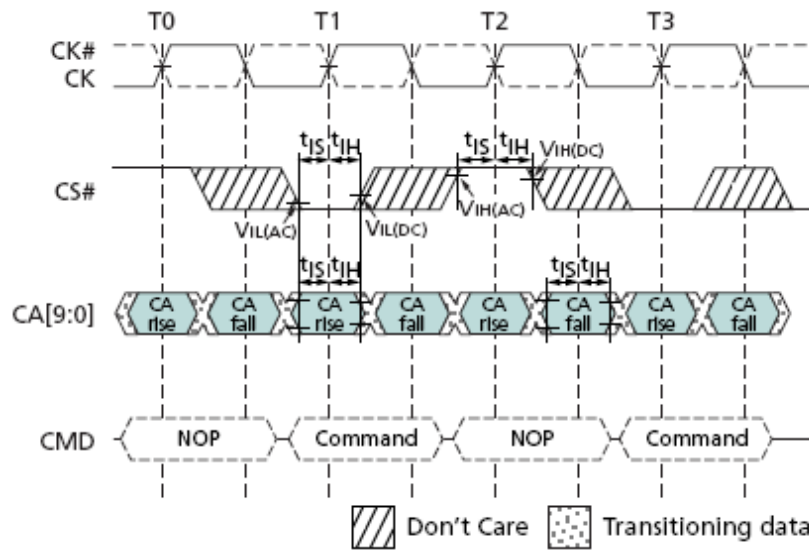 T0 T1 T2 T3
CK#
CK
tIS tIH tIS tIH VIH(DC)
CS#
VIL(AC) VIL(DC) VIH(AC)
tIS tIH tIS tIH
CA[9:0]
CA rise CA fall CA rise CA fall CA rise CA fall CA rise CA fall
CMD NOP Command NOP Command
Don't Care Transitioning data